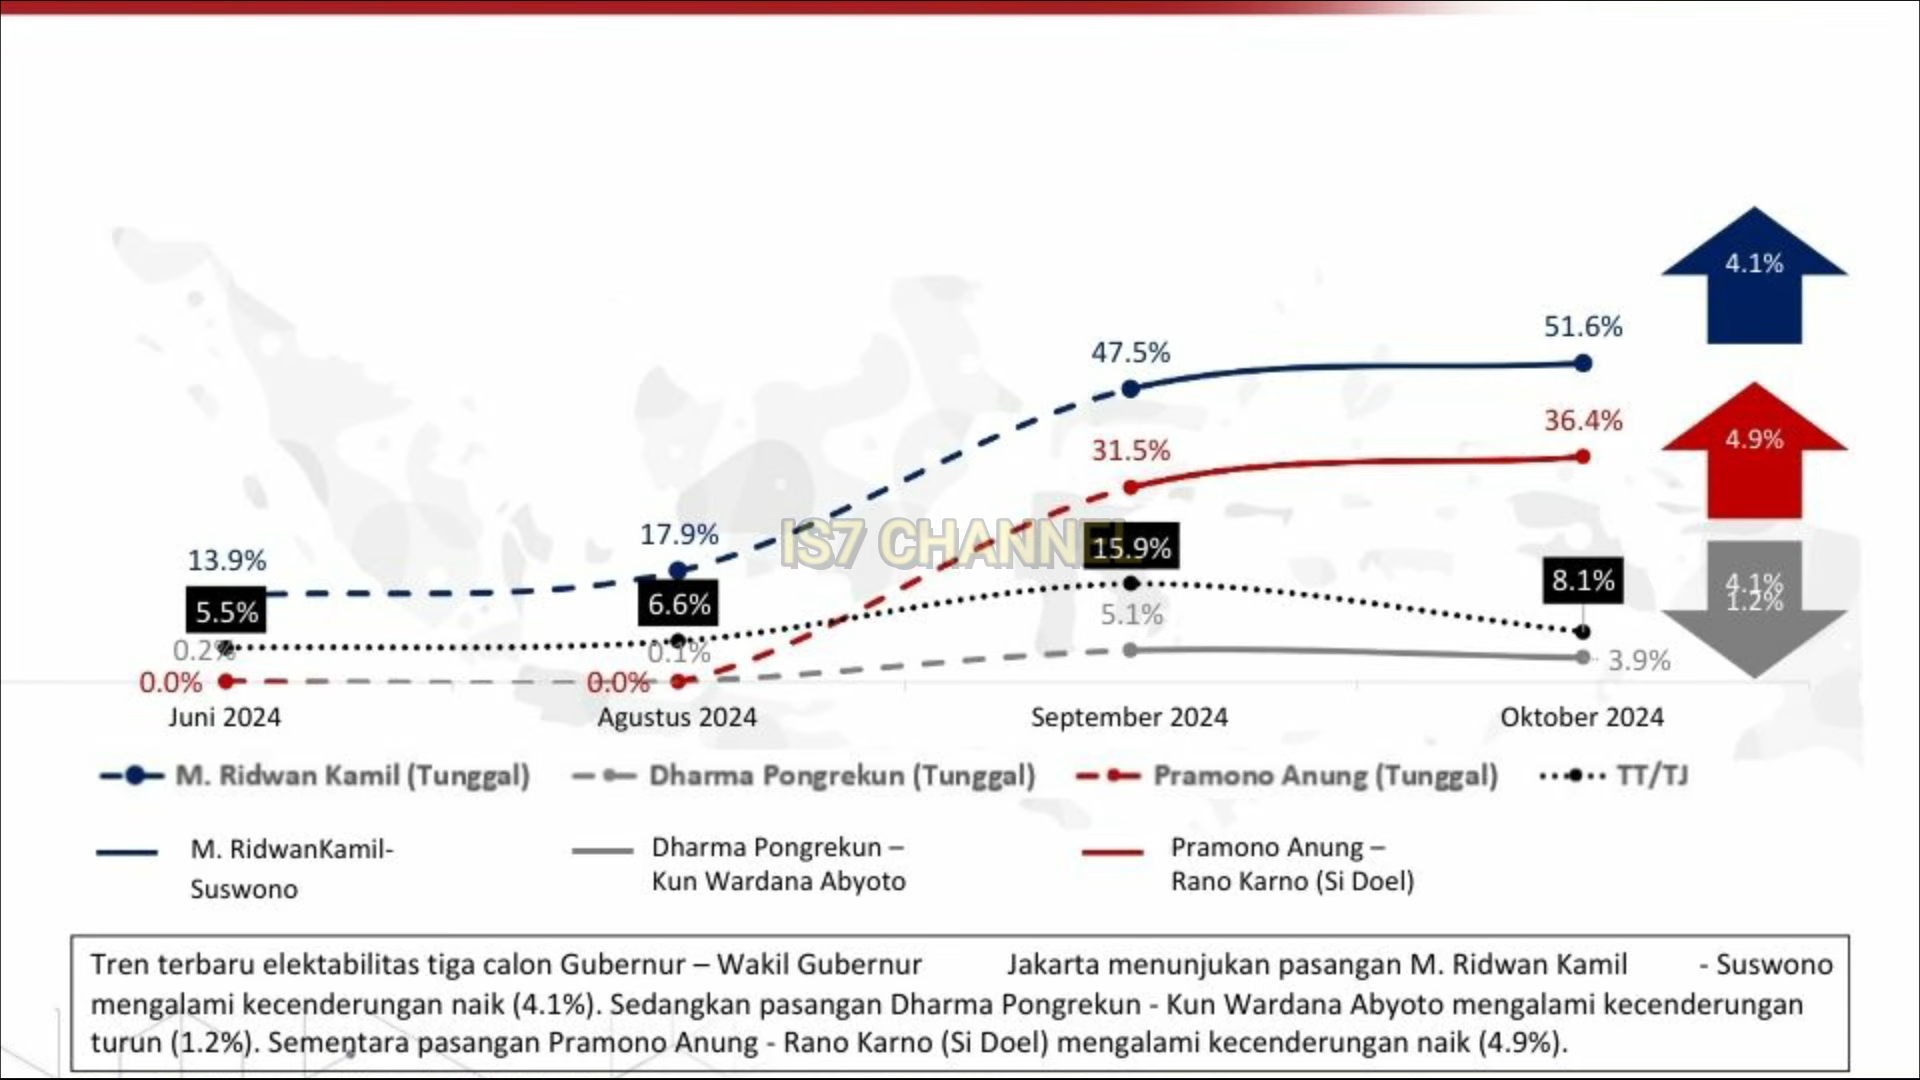 4.1%
51.6%
47.5%
36.4%
4.9%
31.5%
17.9%
IS7 CHANNEL
15.9%
13.9%
8.1%
4.1%
1.2%
5.5%
6.6%
5.1%
0.2%
0.1%
3.9%
0.0%
0.0%
Juni 2024
Agustus 2024
September 2024
Oktober 2024
M. Ridwan Kamil (Tunggal)
Dharma Pongrekun (Tunggal)
Pramono Anung (Tunggal)
TT/TJ
M. RidwanKamil-
Suswono
Dharma Pongrekun –
Kun Wardana Abyoto
Pramono Anung –
Rano Karno (Si Doel)
Tren terbaru elektabilitas tiga calon Gubernur – Wakil Gubernur Jakarta menunjukan pasangan M. Ridwan Kamil - Suswono
mengalami kecenderungan naik (4.1%). Sedangkan pasangan Dharma Pongrekun - Kun Wardana Abyoto mengalami kecenderungan
turun (1.2%). Sementara pasangan Pramono Anung - Rano Karno (Si Doel) mengalami kecenderungan naik (4.9%).